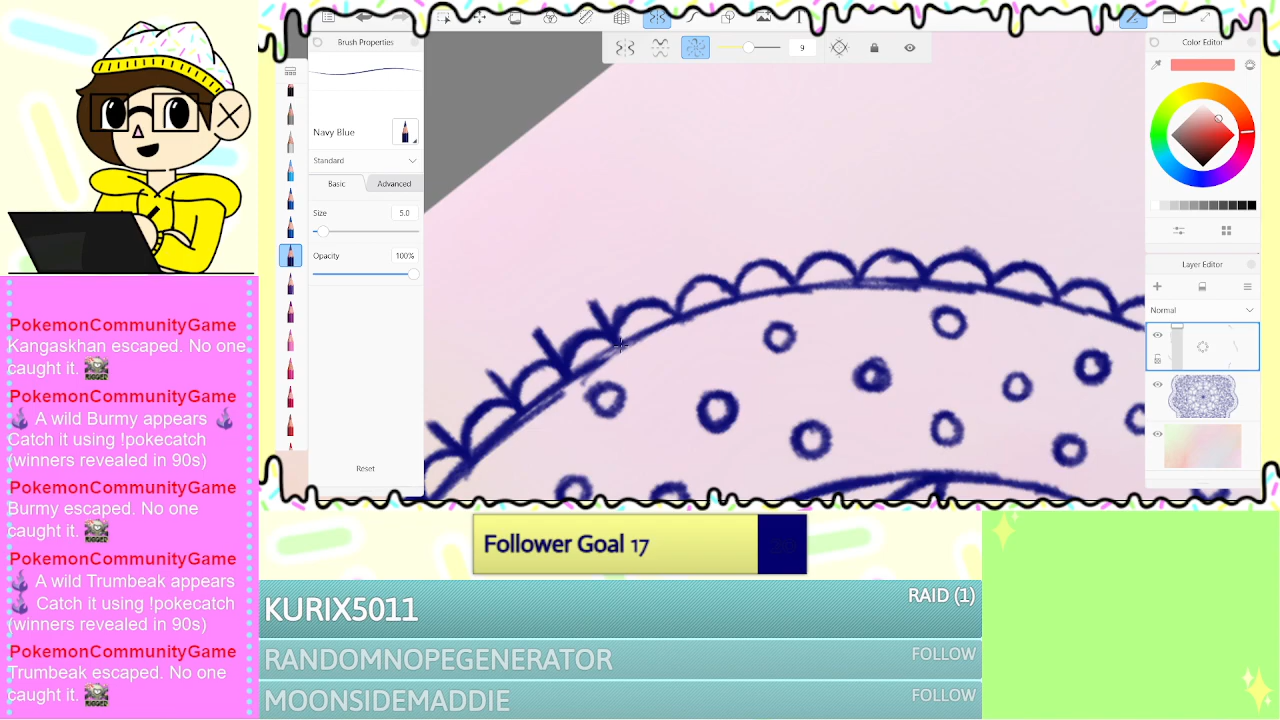 Brush Properties
Navy Blue
Standard
Basic
Advanced
Size
5.0
Opacity
100%
Reset
9
Color Editor
Layer Editor
Normal
PokemonCommunityGame
Kangaskhan escaped. No one
caught it.
PokemonCommunityGame
A wild Burmy appears
Catch it using !pokecatch
(winners revealed in 90s)
PokemonCommunityGame
Burmy escaped. No one
caught it.
PokemonCommunityGame
A wild Trumbeak appears
Catch it using !pokecatch
(winners revealed in 90s)
PokemonCommunityGame
Trumbeak escaped. No one
caught it.
Follower Goal 17
KURIX5011
RAID (1)
RANDOMNOPEGENERATOR
FOLLOW
MOONSIDEMADDIE
FOLLOW